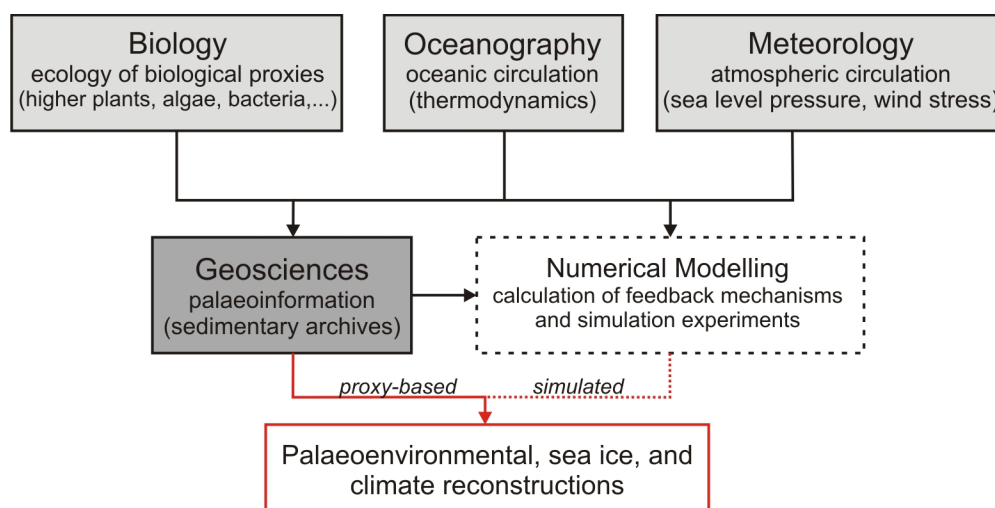 Biology
ecology of biological proxies
(higher plants, algae, bacteria,...)
Oceanography
oceanic circulation
(thermodynamics)
Meteorology
atmospheric circulation
(sea level pressure, wind stress)
Geosciences
palaeoinformation
(sedimentary archives)
Numerical Modelling
calculation of feedback mechanisms
and simulation experiments
proxy-based
simulated
Palaeoenvironmental, sea ice, and
climate reconstructions